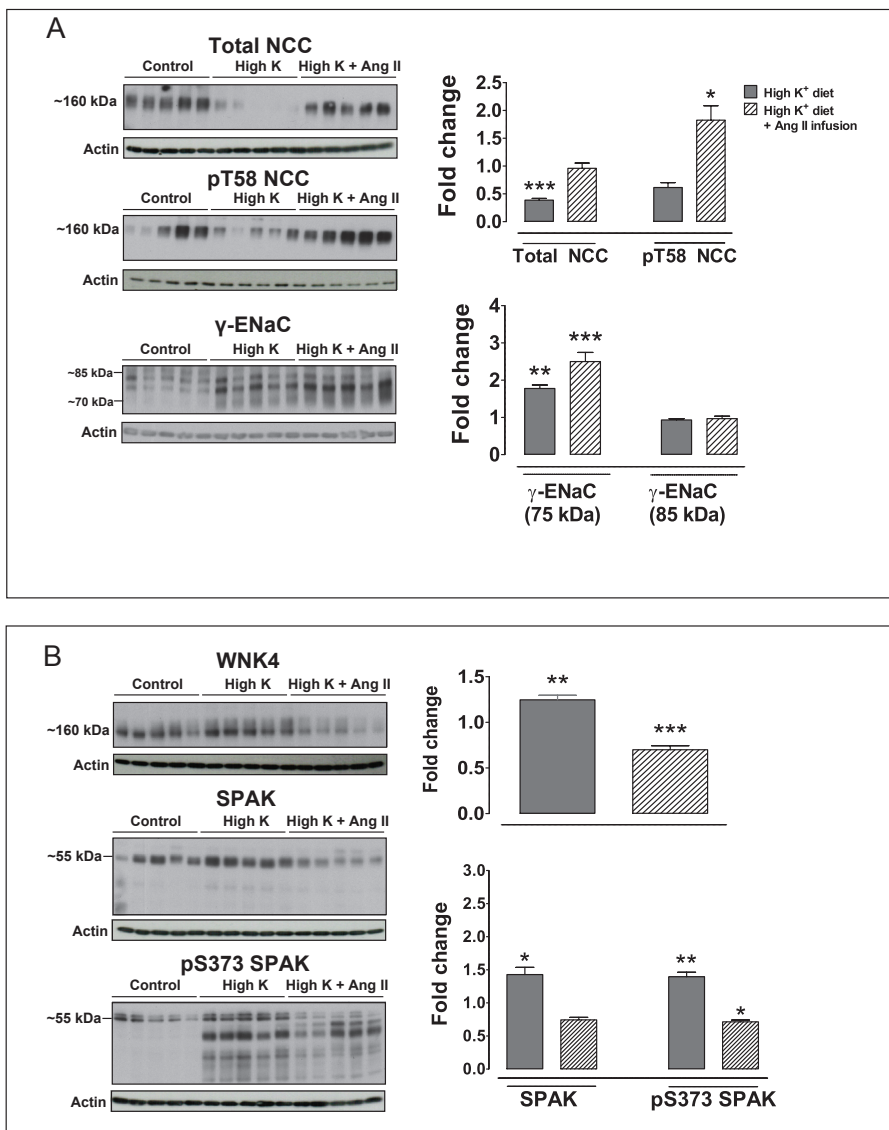 A
Total NCC
Control High K High K + Ang II
~160 kDa
Actin
pT58 NCC
Control High K High K + Ang II
~160 kDa
Actin
γ-ENaC
Control High K High K + Ang II
~85 kDa
~70 kDa
Actin
Fold change
2.5
2.0
1.5
1.0
0.5
0.0
***
*
Total NCC pT58 NCC
High K+ diet
High K+ diet
+ Ang II infusion
Fold change
4
3
2
1
0
**
***
γ-ENaC γ-ENaC
(75 kDa) (85 kDa)
B
WNK4
Control High K High K + Ang II
~160 kDa
Actin
SPAK
Control High K High K + Ang II
~55 kDa
Actin
pS373 SPAK
Control High K High K + Ang II
~55 kDa
Actin
Fold change
1.5
1.0
0.5
0.0
**
***
Fold change
3.0
2.5
2.0
1.5
1.0
0.5
0.0
*
**
*
SPAK pS373 SPAK